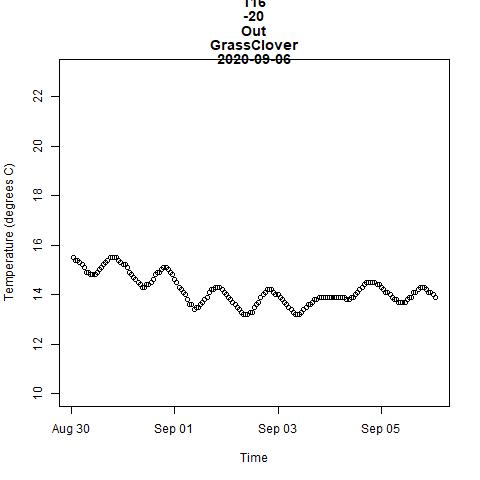 T16
-20
Out
GrassClover
2020-09-06
22
20
18
16
14
12
10
Temperature (degrees C)
Aug 30
Sep 01
Sep 03
Sep 05
Time